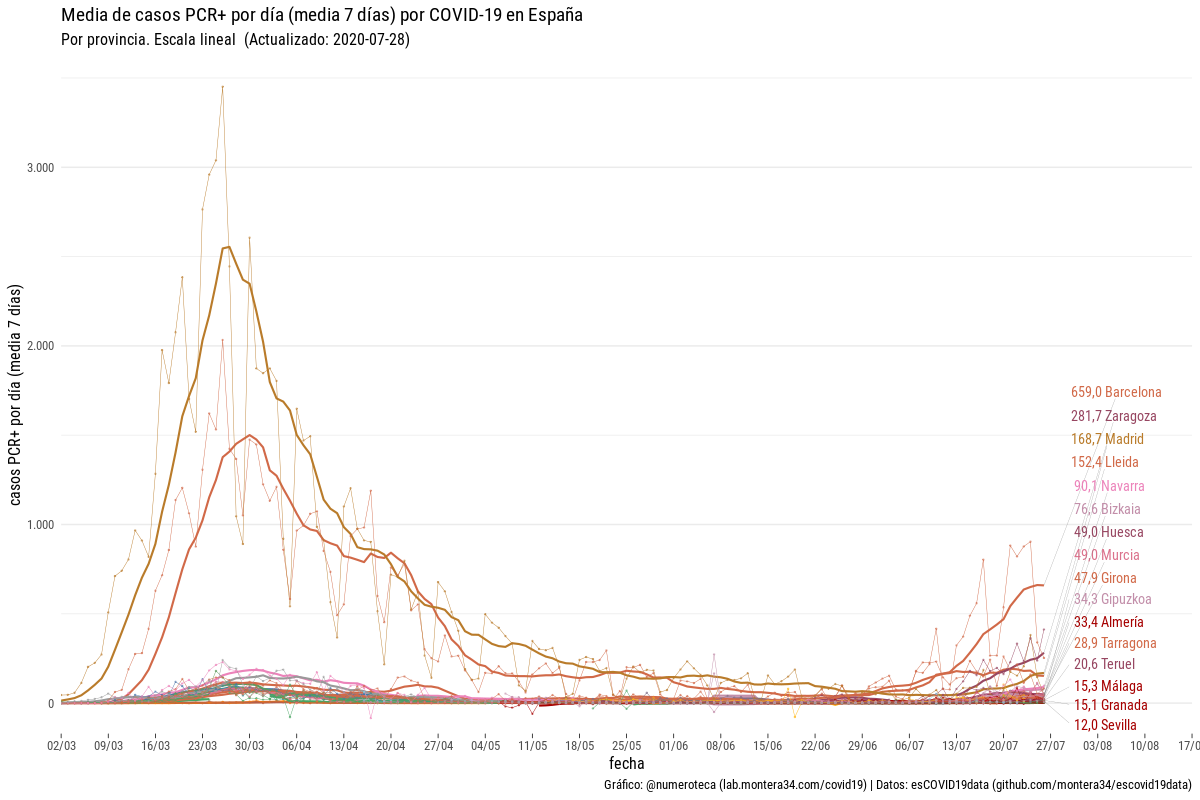 Media de casos PCR+ por día (media 7 días) por COVID-19 en España
Por provincia. Escala lineal (Actualizado: 2020-07-28)
casos PCR+ por día (media 7 días)
3.000
2.000
1.000
0
659,0 Barcelona
281,7 Zaragoza
168,7 Madrid
152,4 Lleida
90,1 Navarra
76,6 Bizkaia
49,0 Huesca
49,0 Murcia
47,9 Girona
34,3 Gipuzkoa
33,4 Almería
28,9 Tarragona
20,6 Teruel
15,3 Málaga
15,1 Granada
12,0 Sevilla
02/03 09/03 16/03 23/03 30/03 06/04 13/04 20/04 27/04 04/05 11/05 18/05 25/05 01/06 08/06 15/06 22/06 29/06 06/07 13/07 20/07 27/07 03/08 10/08 17/0
fecha
Gráfico: @numeroteca (lab.montera34.com/covid19) | Datos: esCOVID19data (github.com/montera34/escovid19data)